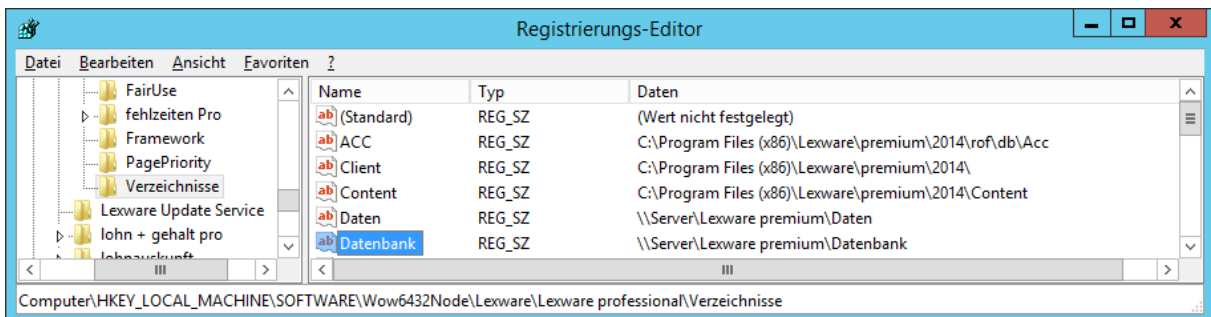 Registrierungs-Editor
Datei Bearbeiten Ansicht Favoriten ?
FairUse
fehlzeiten Pro
Framework
PagePriority
Verzeichnisse
Lexware Update Service
lohn + gehalt pro
lohnauskunft
Name Typ Daten
(Standard) REG_SZ (Wert nicht festgelegt)
ACC REG_SZ C:\Program Files (x86)\Lexware\premium\2014\rof\db\Acc
Client REG_SZ C:\Program Files (x86)\Lexware\premium\2014\
Content REG_SZ C:\Program Files (x86)\Lexware\premium\2014\Content
Daten REG_SZ \\Server\Lexware premium\Daten
Datenbank REG_SZ \\Server\Lexware premium\Datenbank
Computer\HKEY_LOCAL_MACHINE\SOFTWARE\Wow6432Node\Lexware\Lexware professional\Verzeichnisse